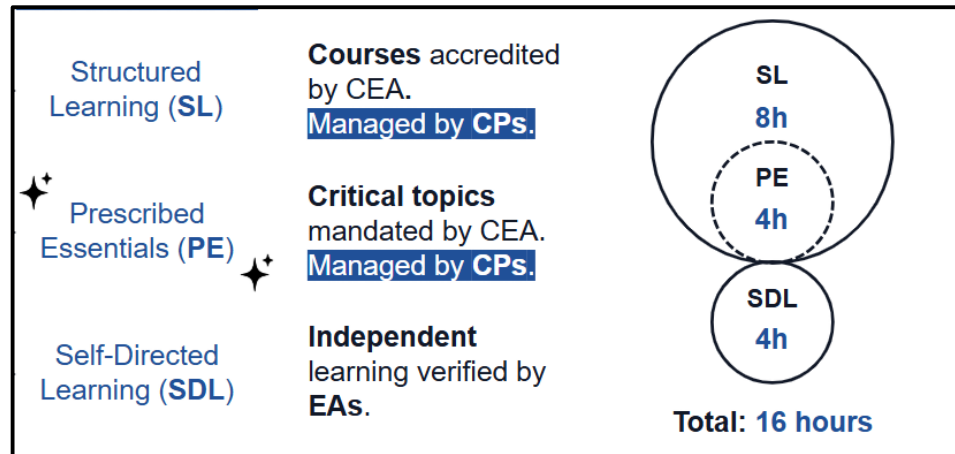 Structured
Learning (SL)
Courses accredited
by CEA.
Managed by CPs.
Prescribed
Essentials (PE)
Critical topics
mandated by CEA.
Managed by CPs.
Self-Directed
Learning (SDL)
Independent
learning verified by
EAs.
SL
8h
PE
4h
SDL
4h
Total: 16 hours